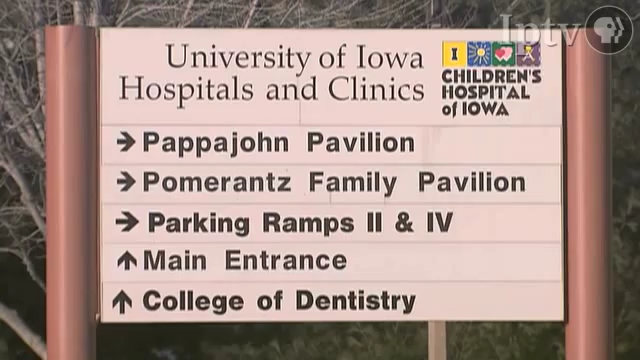 Iptv PBS
University of Iowa
Hospitals and Clinics
I
CHILDREN'S
HOSPITAL
of IOWA
→ Pappajohn Pavilion
→ Pomerantz Family Pavilion
→ Parking Ramps II & IV
↑ Main Entrance
↑ College of Dentistry